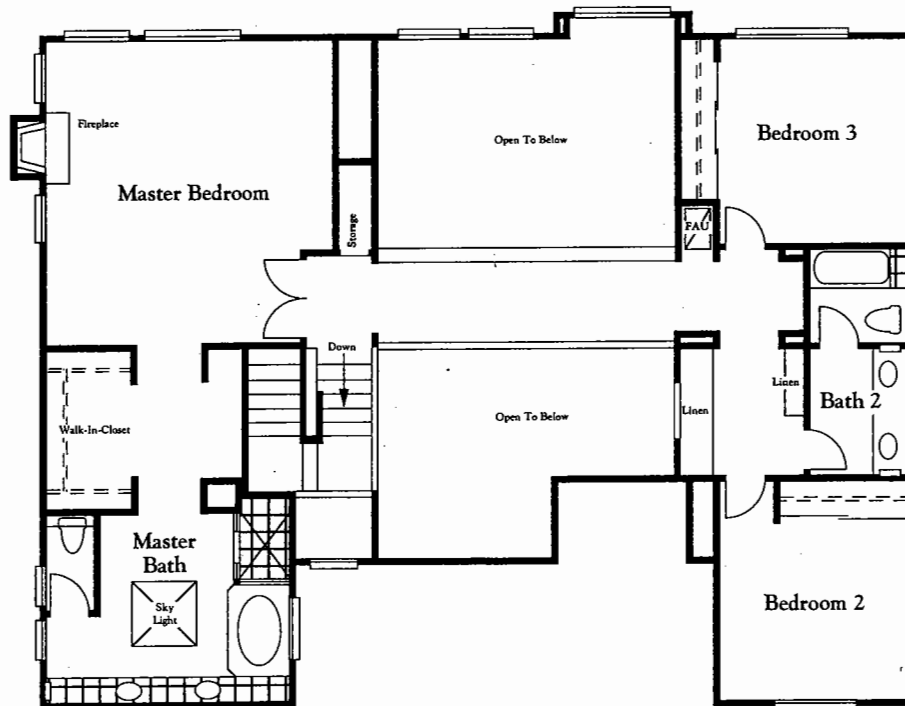 Fireplace
Master Bedroom
Storage
Open To Below
Bedroom 3
FAU
Down
Walk-In-Closet
Open To Below
Linen
Linen
Bath 2
Master
Bath
Sky
Light
Bedroom 2